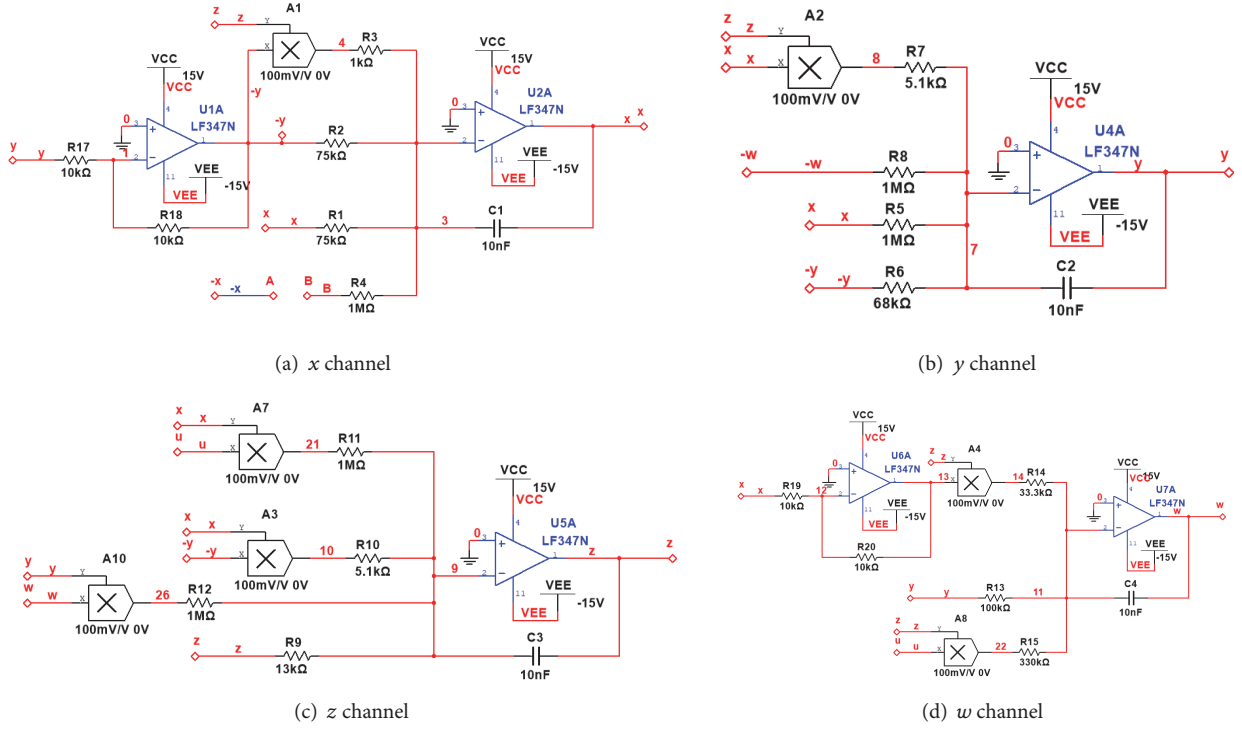 A1
z z Y
X
4
R3
1kΩ
100mV/V 0V
VCC
15V
VCC
-y
U1A
LF347N
0
3
4
1
2
11
VEE
VEE
-15V
y y
R17
10kΩ
1
R18
10kΩ
-y
R2
75kΩ
x x
R1
75kΩ
-x -x A
B B
R4
1MΩ
3
C1
10nF
VCC
15V
VCC
U2A
LF347N
0
3
4
1
2
11
VEE
VEE
-15V
x x
(a) x channel
A2
z z Y
x x X
8
R7
5.1kΩ
100mV/V 0V
VCC
15V
VCC
U4A
LF347N
0
3
4
1
2
11
y y
VEE
VEE
-15V
-w -w
R8
1MΩ
x x
R5
1MΩ
7
-y -y
R6
68kΩ
C2
10nF
(b) y channel
A7
x x Y
u u X
21
R11
1MΩ
100mV/V 0V
A3
x x Y
-y -y X
10
R10
5.1kΩ
100mV/V 0V
A10
y y Y
w w X
26
R12
1MΩ
100mV/V 0V
z z
R9
13kΩ
9
C3
10nF
VCC
15V
VCC
U5A
LF347N
0
3
4
1
2
11
z z
VEE
VEE
-15V
(c) z channel
VCC
15V
VCC
U6A
LF347N
0
3
4
1
2
11
VEE
VEE
-15V
x x
R19
10kΩ
12
R20
10kΩ
13
A4
z z Y
X
14
R14
33.3kΩ
100mV/V 0V
y y
R13
100kΩ
11
A8
z z Y
u u X
22
R15
330kΩ
100mV/V 0V
C4
10nF
VCC
15V
VCC
U7A
LF347N
0
3
4
1
2
11
w w
VEE
VEE
-15V
(d) w channel